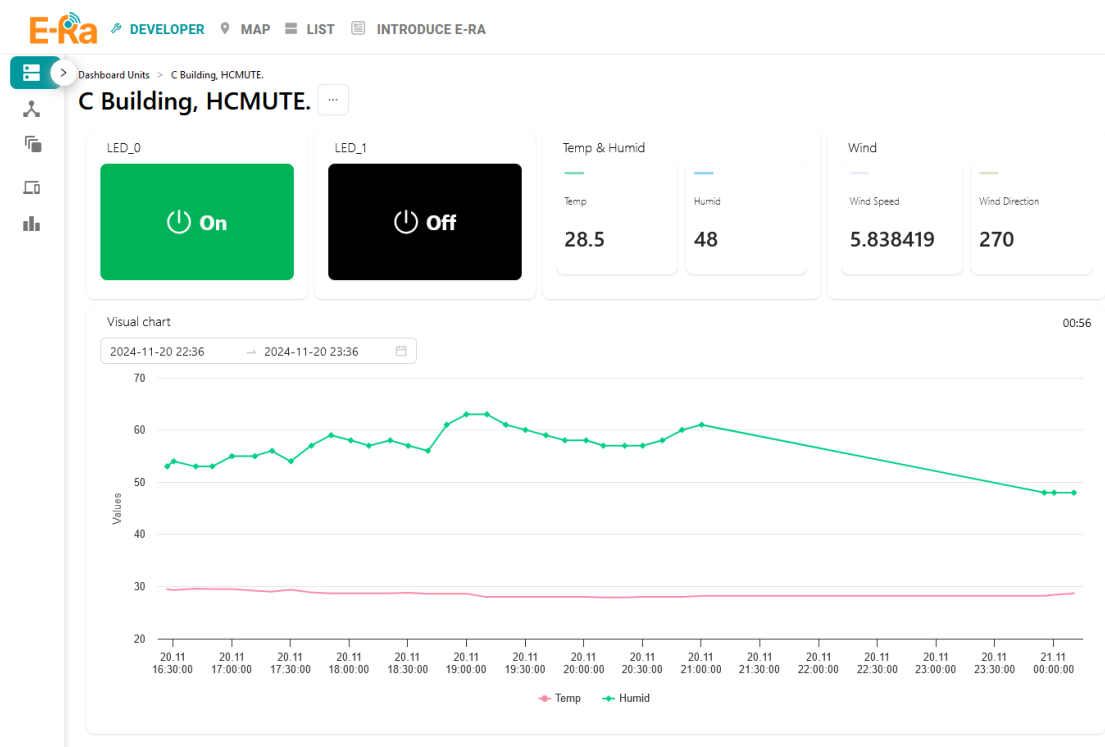 E-Ra DEVELOPER MAP LIST INTRODUCE E-RA
Dashboard Units > C Building, HCMUTE.
C Building, HCMUTE. ...
LED_0 LED_1 Temp & Humid Wind
Temp Humid Wind Speed Wind Direction
On Off
28.5 48 5.838419 270
Visual chart 00:56
2024-11-20 22:36 → 2024-11-20 23:36
70
60
50
40
30
20
Values
20.11 20.11 20.11 20.11 20.11 20.11 20.11 20.11 20.11 20.11 20.11 20.11 20.11 20.11 20.11 21.11
16:30:00 17:00:00 17:30:00 18:00:00 18:30:00 19:00:00 19:30:00 20:00:00 20:30:00 21:00:00 21:30:00 22:00:00 22:30:00 23:00:00 23:30:00 00:00:00
Temp Humid